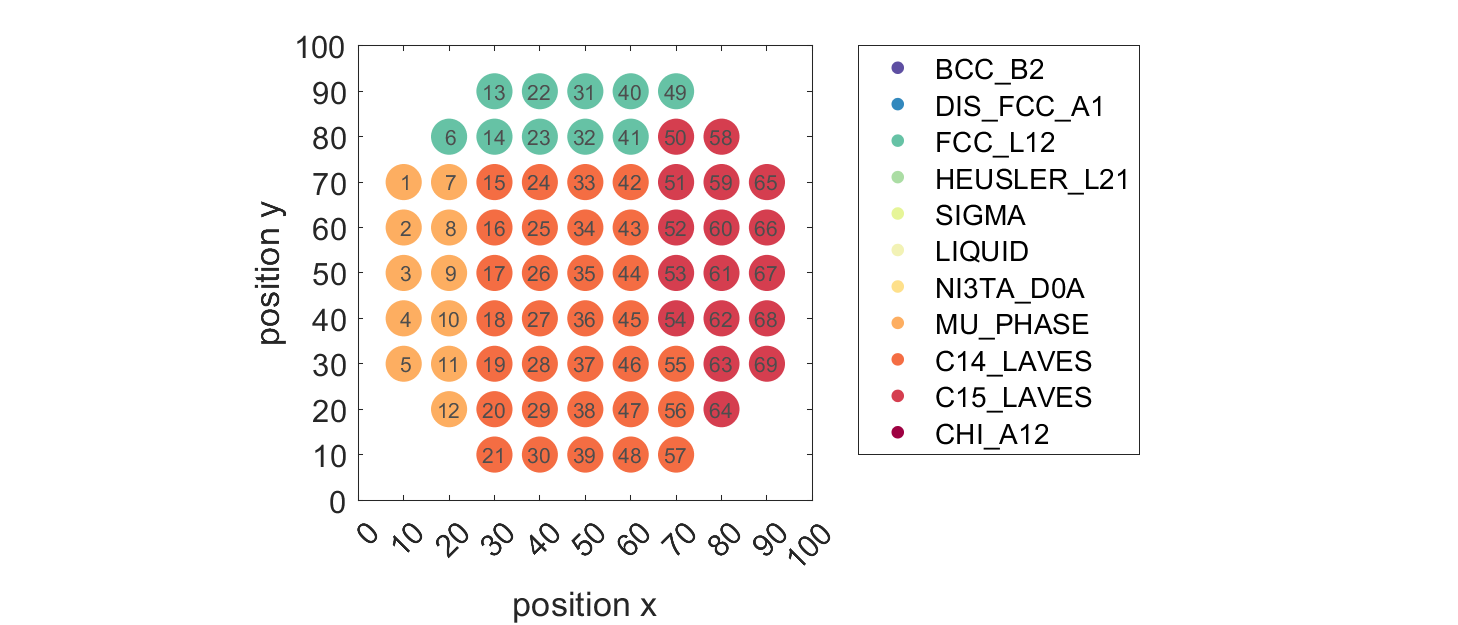 100
90
80
70
60
50
40
30
20
10
0
position y
13 22 31 40 49
6 14 23 32 41 50 58
1 7 15 24 33 42 51 59 65
2 8 16 25 34 43 52 60 66
3 9 17 26 35 44 53 61 67
4 10 18 27 36 45 54 62 68
5 11 19 28 37 46 55 63 69
12 20 29 38 47 56 64
21 30 39 48 57
0 10 20 30 40 50 60 70 80 90 100
position x
BCC_B2
DIS_FCC_A1
FCC_L12
HEUSLER_L21
SIGMA
LIQUID
NI3TA_D0A
MU_PHASE
C14_LAVES
C15_LAVES
CHI_A12